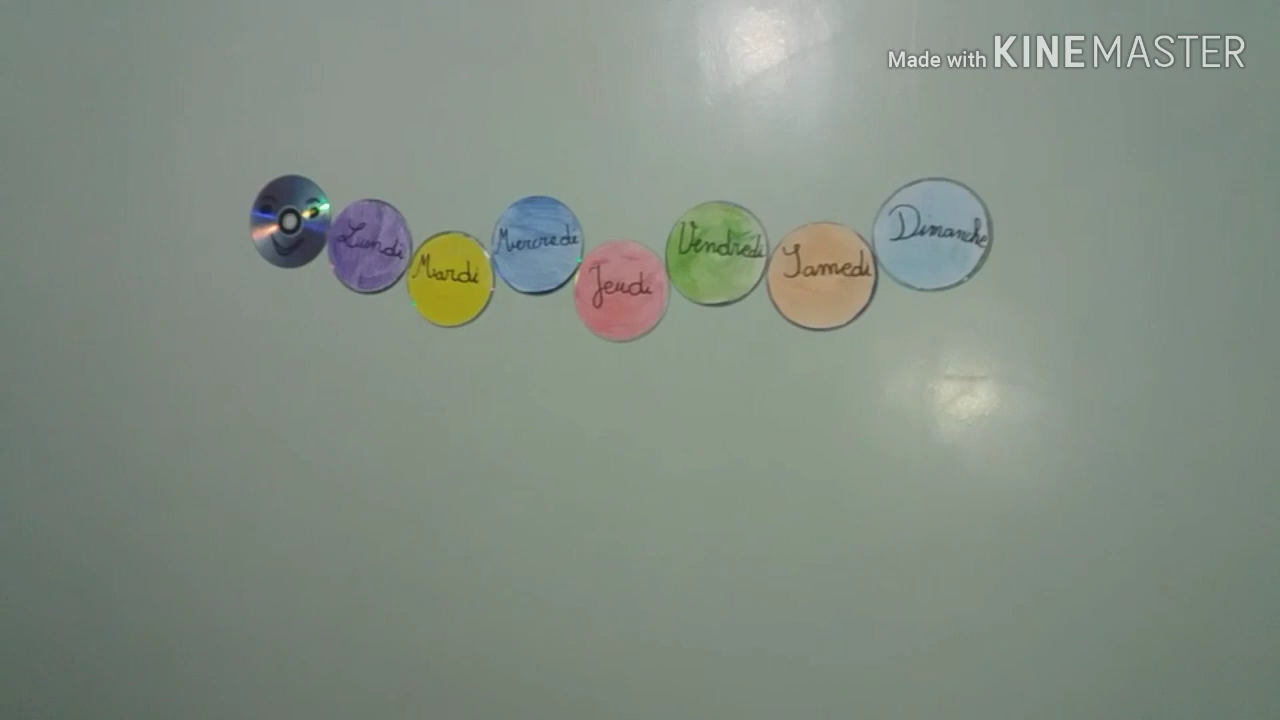 Made with KINEMASTER
Lundi
Mardi
Mercredi
Jeudi
Vendredi
Samedi
Dimanche